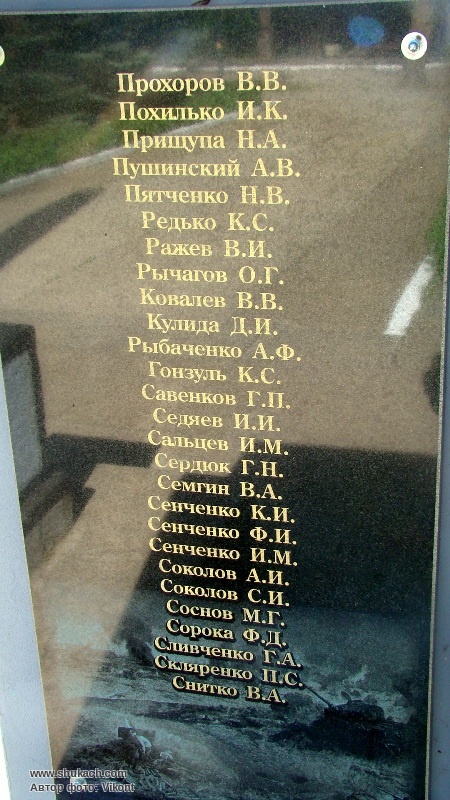 Прохоров В.В.
Похилько И.К.
Прищупа Н.А.
Пушинский А.В.
Пятченко Н.В.
Редько К.С.
Ражев В.И.
Рычагов О.Г.
Ковалев В.В.
Кулида Д.И.
Рыбаченко А.Ф.
Гонзуль К.С.
Савенков Г.П.
Седяев И.И.
Сальцев И.М.
Сердюк Г.Н.
Семгин В.А.
Сенченко К.И.
Сенченко Ф.И.
Сенченко И.М.
Соколов А.И.
Соколов С.И.
Соснов М.Г.
Сорока Ф.Д.
Сливченко Г.А.
Скляренко П.С.
Снитко В.А.
www.shukach.com
Автор фото: Vikont